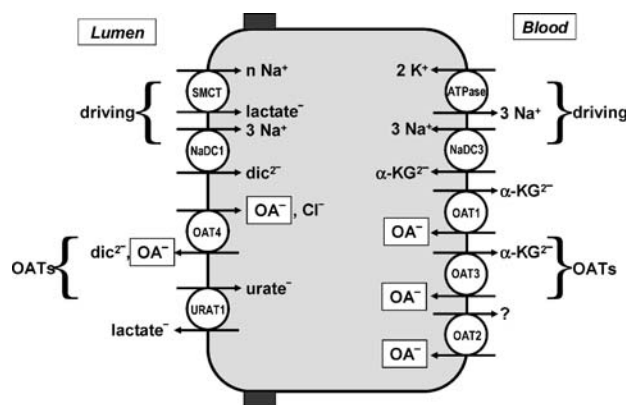 Lumen
Blood
n Na⁺
SMCT
driving
lactate⁻
3 Na⁺
NaDC1
dic²⁻
OA⁻, Cl⁻
OAT4
OATs
dic²⁻, OA⁻
urate⁻
URAT1
lactate⁻
2 K⁺
ATPase
3 Na⁺
driving
3 Na⁺
NaDC3
α-KG²⁻
α-KG²⁻
OAT1
OA⁻
α-KG²⁻
OAT3
OATs
OA⁻
?
OAT2
OA⁻